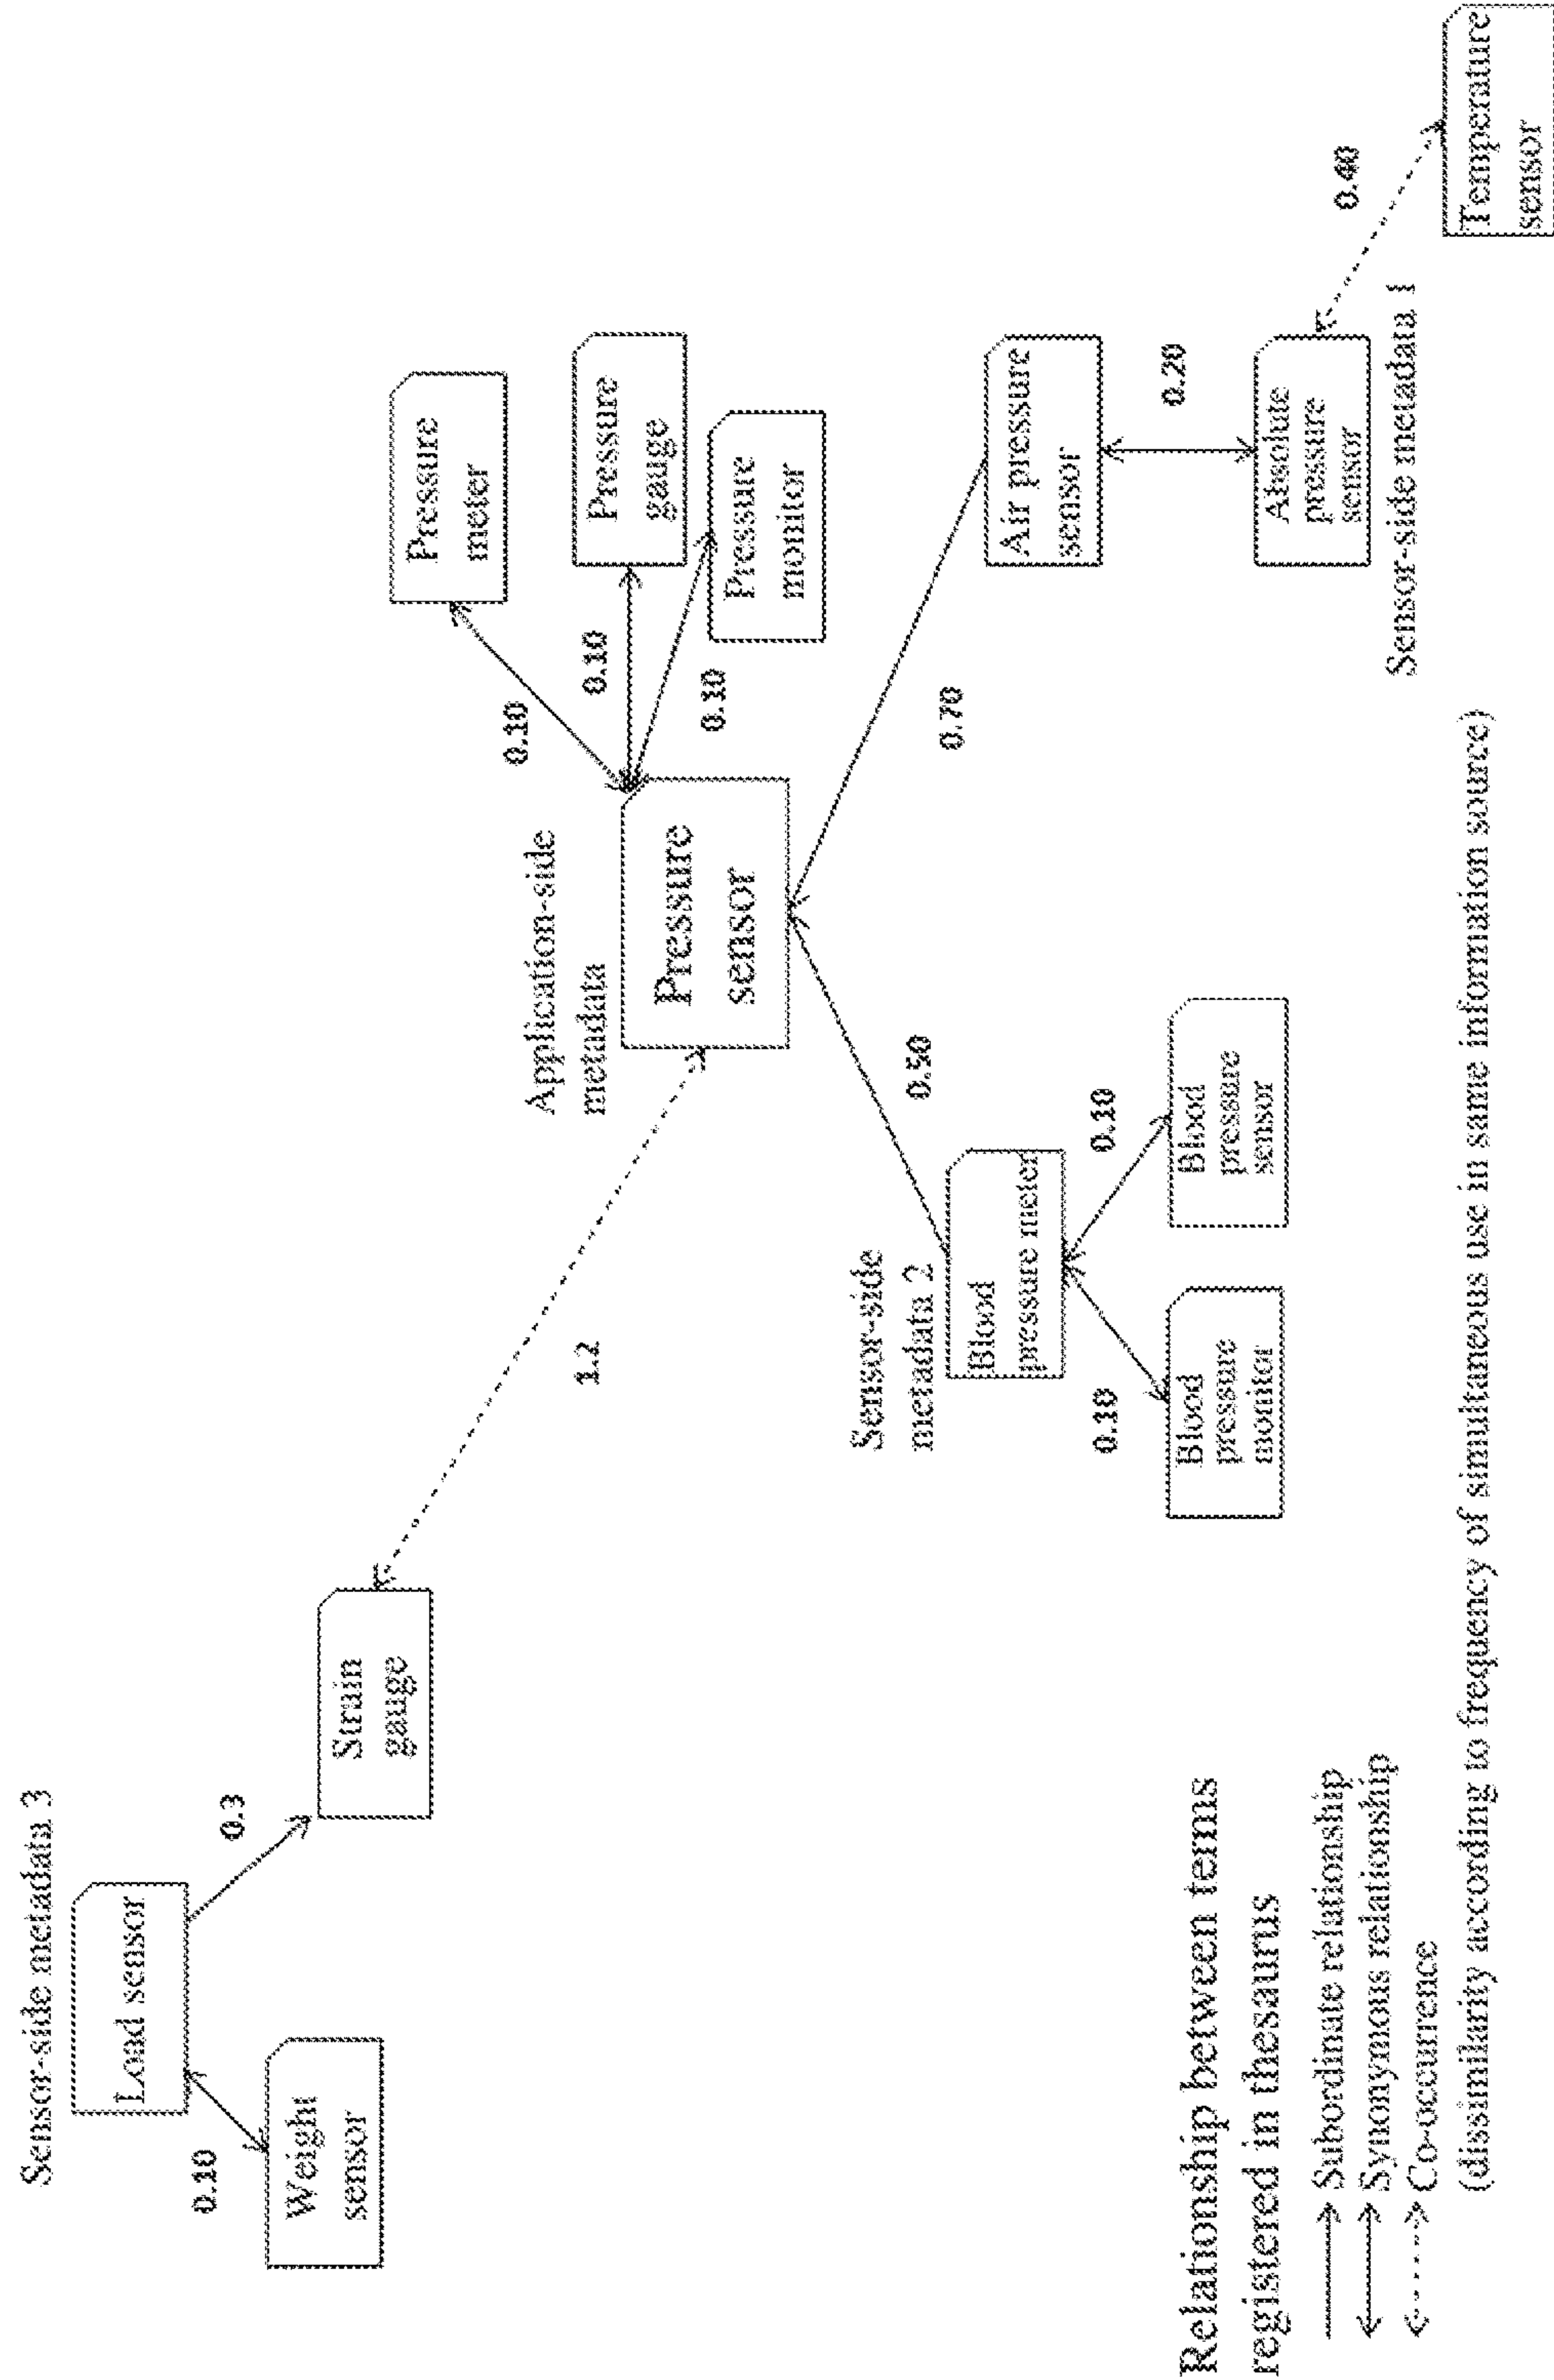 Sensor-side metadata 3
Load sensor
0.10
0.3
Weight
sensor
Strain
gauge
1.2
Application-side
metadata
Pressure
sensor
0.10
0.10
0.10
Pressure
meter
Pressure
gauge
Pressure
monitor
0.50
0.70
Sensor-side
metadata 2
Blood
pressure meter
0.10
0.10
Blood
pressure
monitor
Blood
pressure
sensor
Air pressure
sensor
0.20
Absolute
pressure
sensor
Sensor-side metadata 1
0.40
Temperature
sensor
Relationship between terms
registered in thesaurus
Subordinate relationship
Synonymous relationship
Co-occurrence
(dissimilarity according to frequency of simultaneous use in same information source)